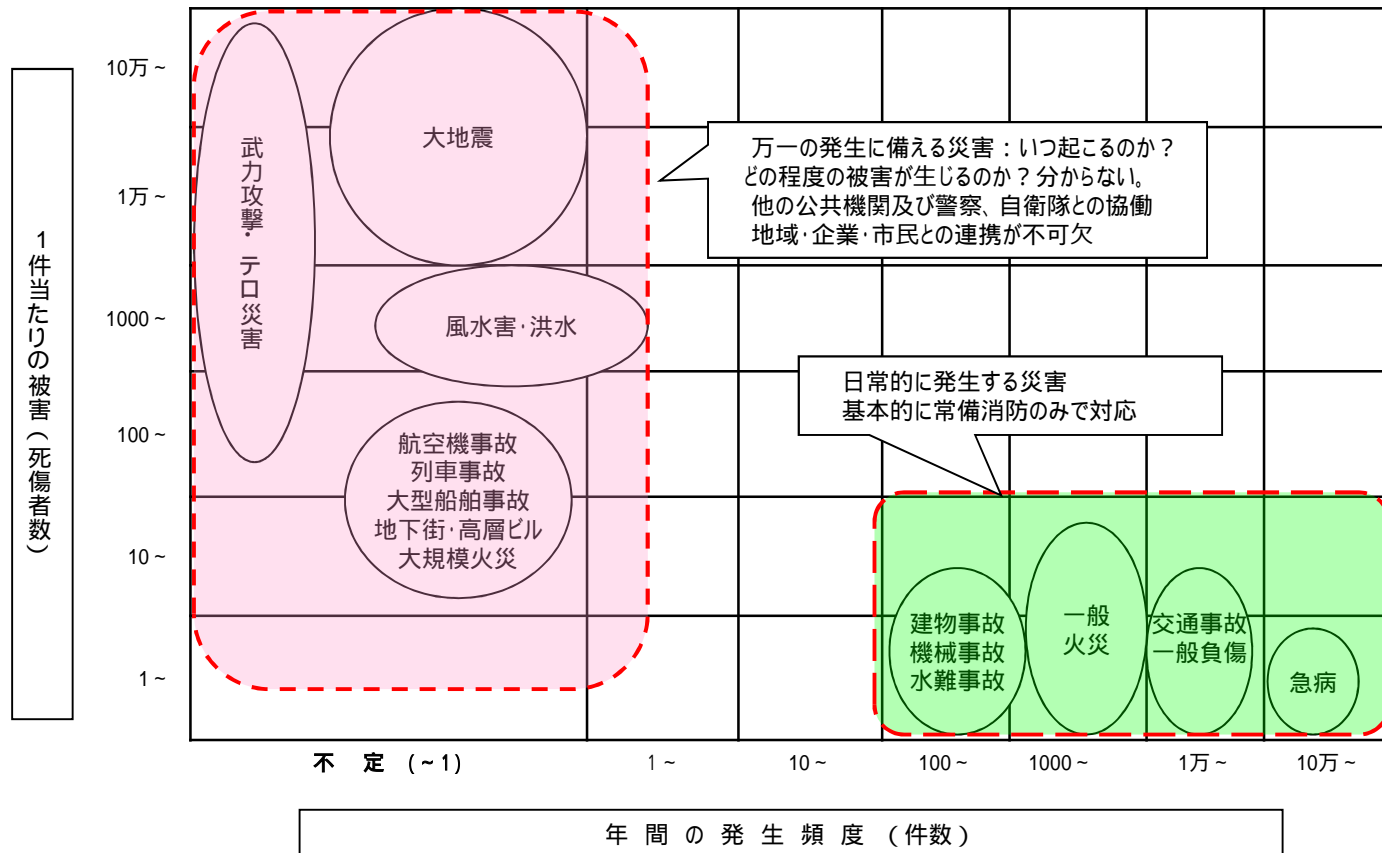 1件当たりの被害(死傷者数)
10万~
1万~
1000~
100~
10~
1~
武力攻撃・テロ災害
大地震
風水害・洪水
航空機事故
列車事故
大型船舶事故
地下街・高層ビル
大規模火災
万一の発生に備える災害:いつ起こるのか?
どの程度の被害が生じるのか?分からない。
他の公共機関及び警察、自衛隊との協働
地域・企業・市民との連携が不可欠
日常的に発生する災害
基本的に常備消防のみで対応
建物事故
機械事故
水難事故
一般
火災
交通事故
一般負傷
急病
不 定 (~1)
1~
10~
100~
1000~
1万~
10万~
年 間 の 発 生 頻 度 (件数)